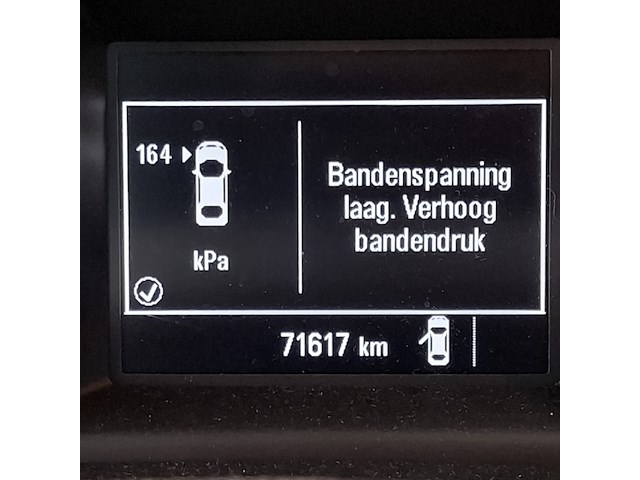 164
Bandenspanning
laag. Verhoog
bandendruk
kPa
71617 km